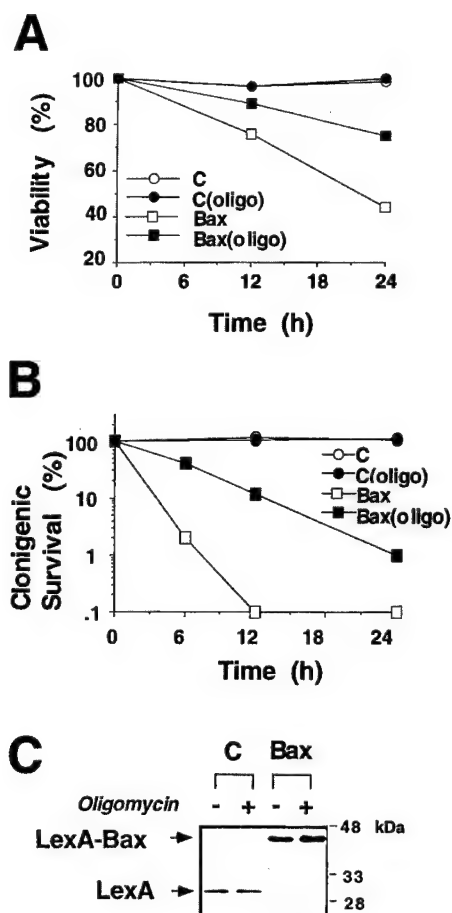 A
Viability (%)
100
80
60
40
20
C
C(oligo)
Bax
Bax(oligo)
0 6 12 18 24
Time (h)
B
Clonigenic
Survival (%)
100
10
1
.1
C
C(oligo)
Bax
Bax(oligo)
0 6 12 18 24
Time (h)
C
C Bax
Oligomycin - + - +
LexA-Bax
48 kDa
33
LexA
28